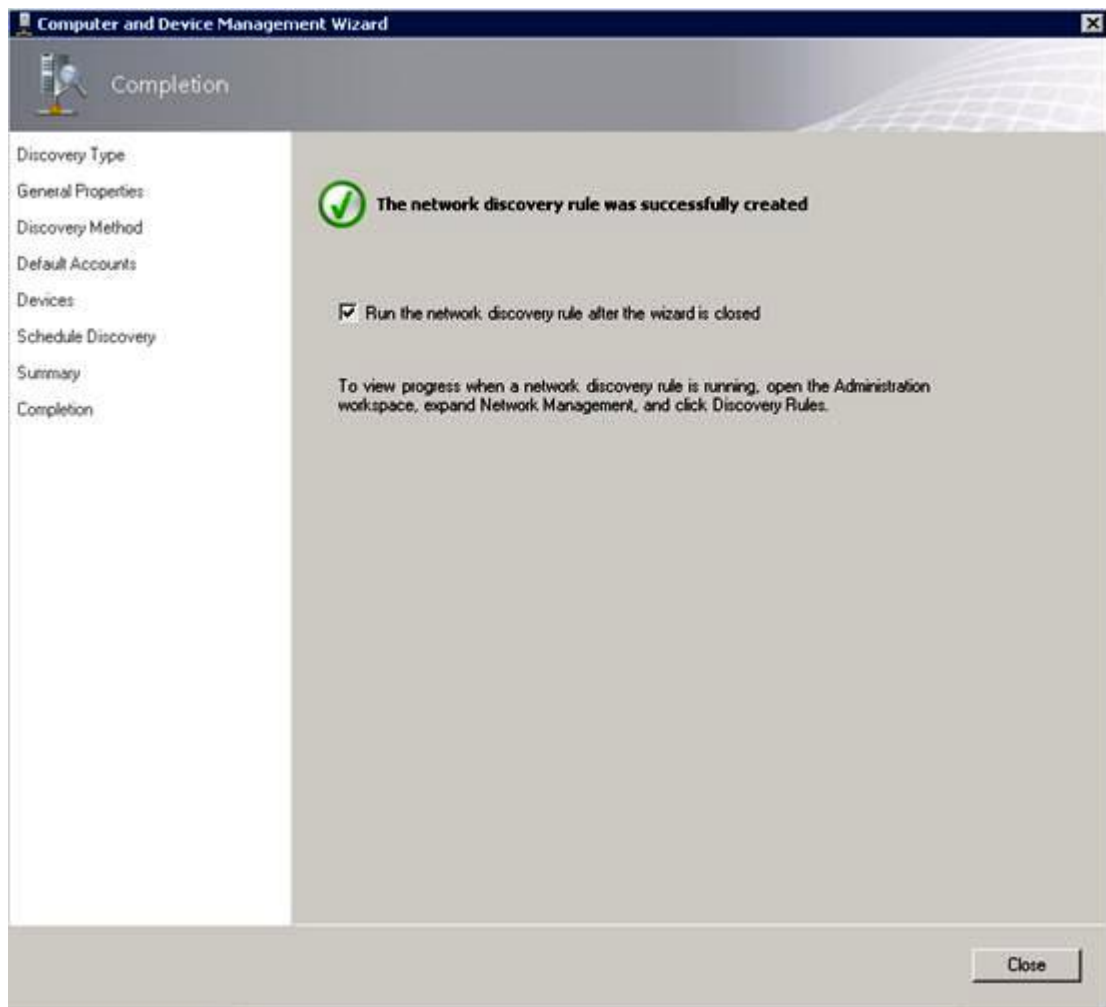 Computer and Device Management Wizard
Completion
Discovery Type
General Properties
Discovery Method
Default Accounts
Devices
Schedule Discovery
Summary
Completion
The network discovery rule was successfully created
Run the network discovery rule after the wizard is closed
To view progress when a network discovery rule is running, open the Administration
workspace, expand Network Management, and click Discovery Rules.
Close